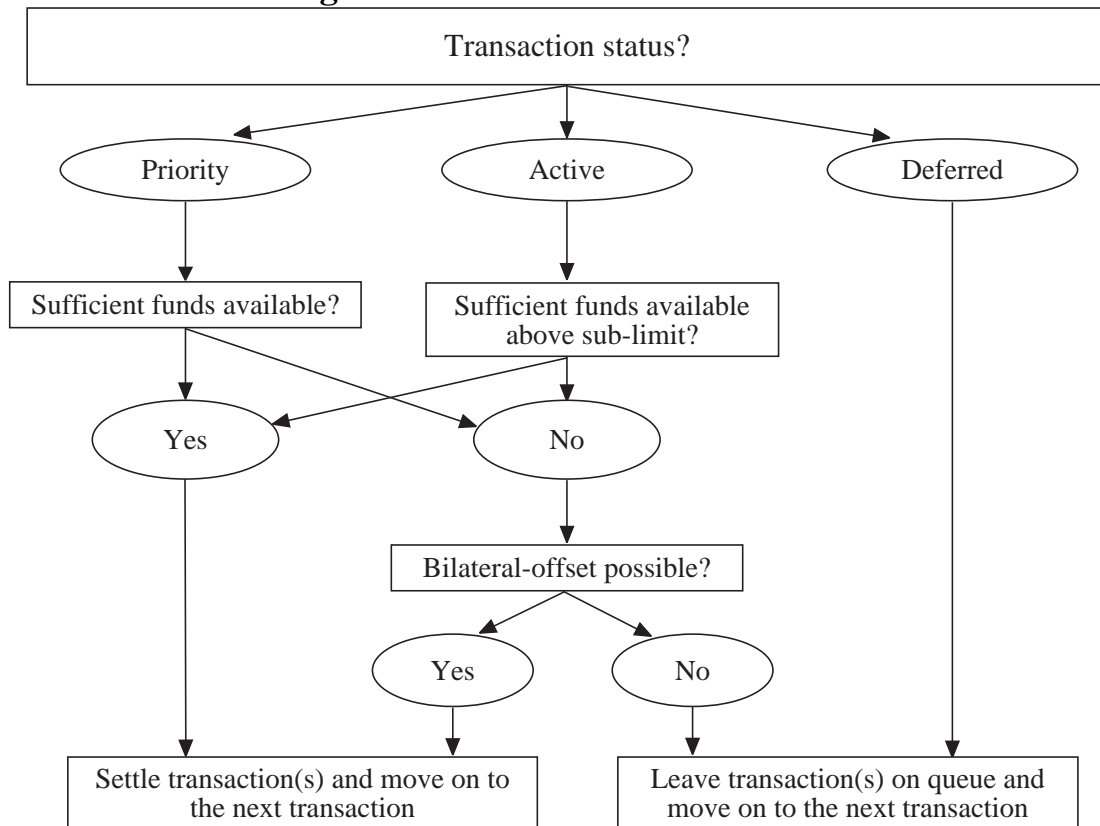 Transaction status?
Priority
Active
Deferred
Sufficient funds available?
Sufficient funds available
above sub-limit?
Yes
No
Bilateral-offset possible?
Yes
No
Settle transaction(s) and move on to
the next transaction
Leave transaction(s) on queue and
move on to the next transaction